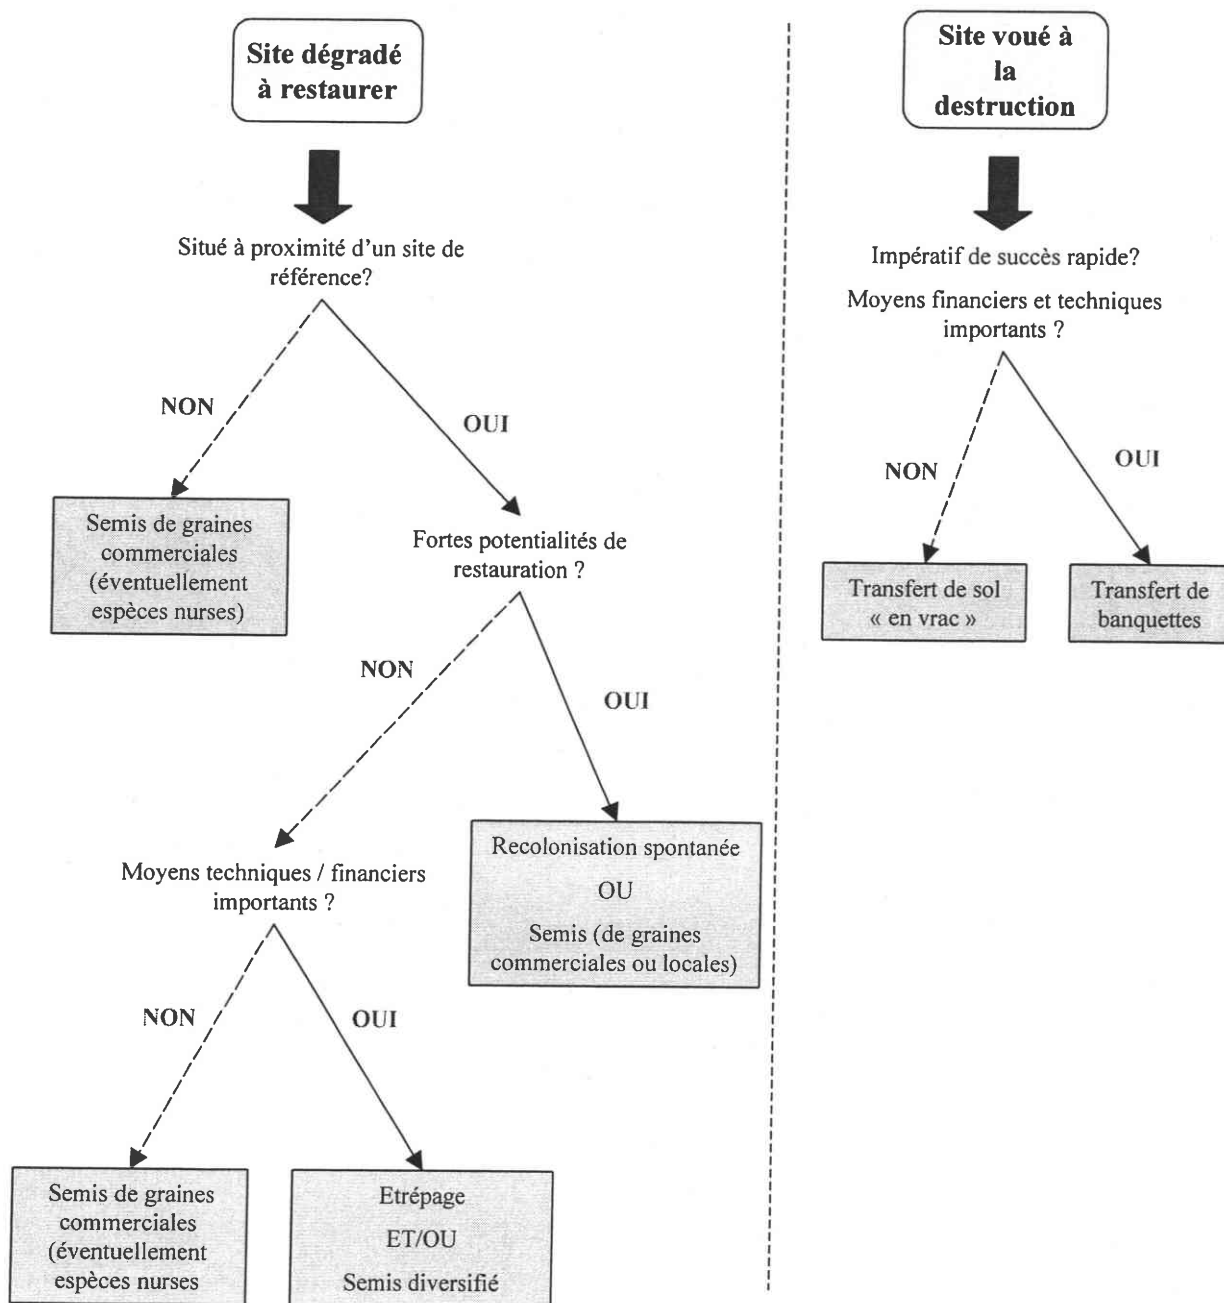 Site dégradé
à restaurer
Situé à proximité d'un site de
référence?
NON
OUI
Semis de graines
commerciales
(éventuellement
espèces nurses)
Fortes potentialités de
restauration ?
NON
OUI
Recolonisation spontanée
OU
Semis (de graines
commerciales ou locales)
Moyens techniques / financiers
importants ?
NON
OUI
Semis de graines
commerciales
(éventuellement
espèces nurses
Etrépage
ET/OU
Semis diversifié
Site voué à
la
destruction
Impératif de succès rapide?
Moyens financiers et techniques
importants ?
NON
OUI
Transfert de sol
« en vrac »
Transfert de
banquettes